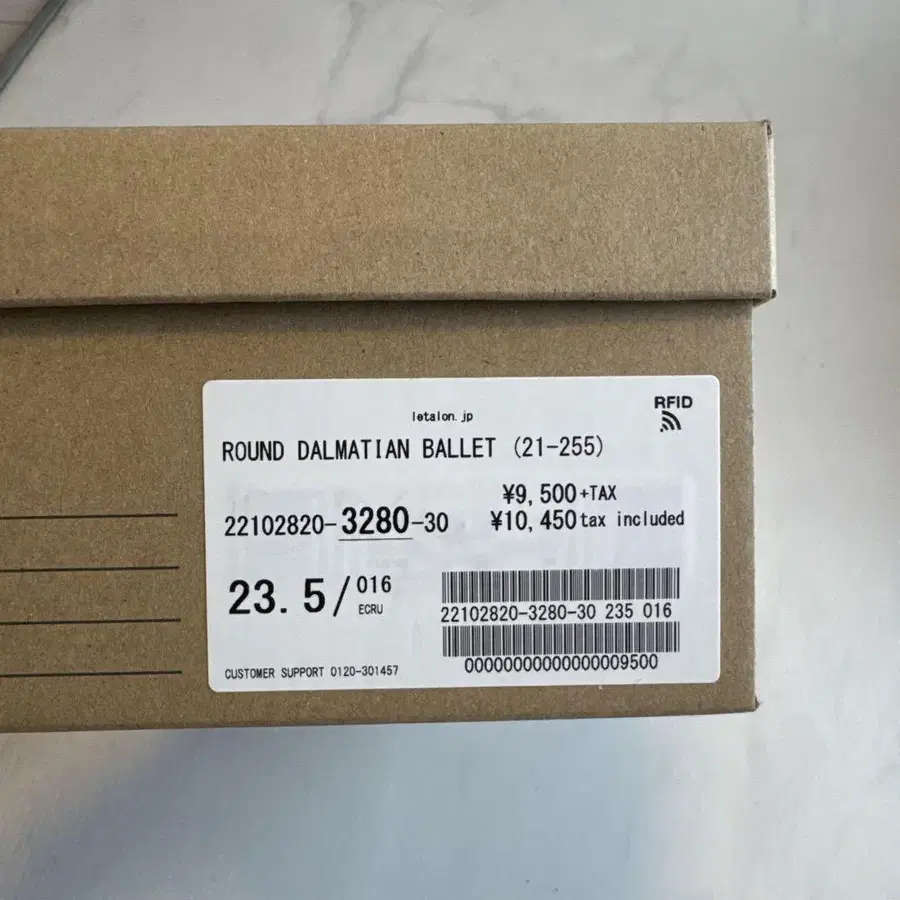 letalon.jp
RFID
ROUND DALMATIAN BALLET (21-255)
¥9,500+TAX
22102820-3280-30
¥10,450 tax included
23.5/016
ECRU
22102820-3280-30 235 016
00000000000000009500
CUSTOMER SUPPORT 0120-301457